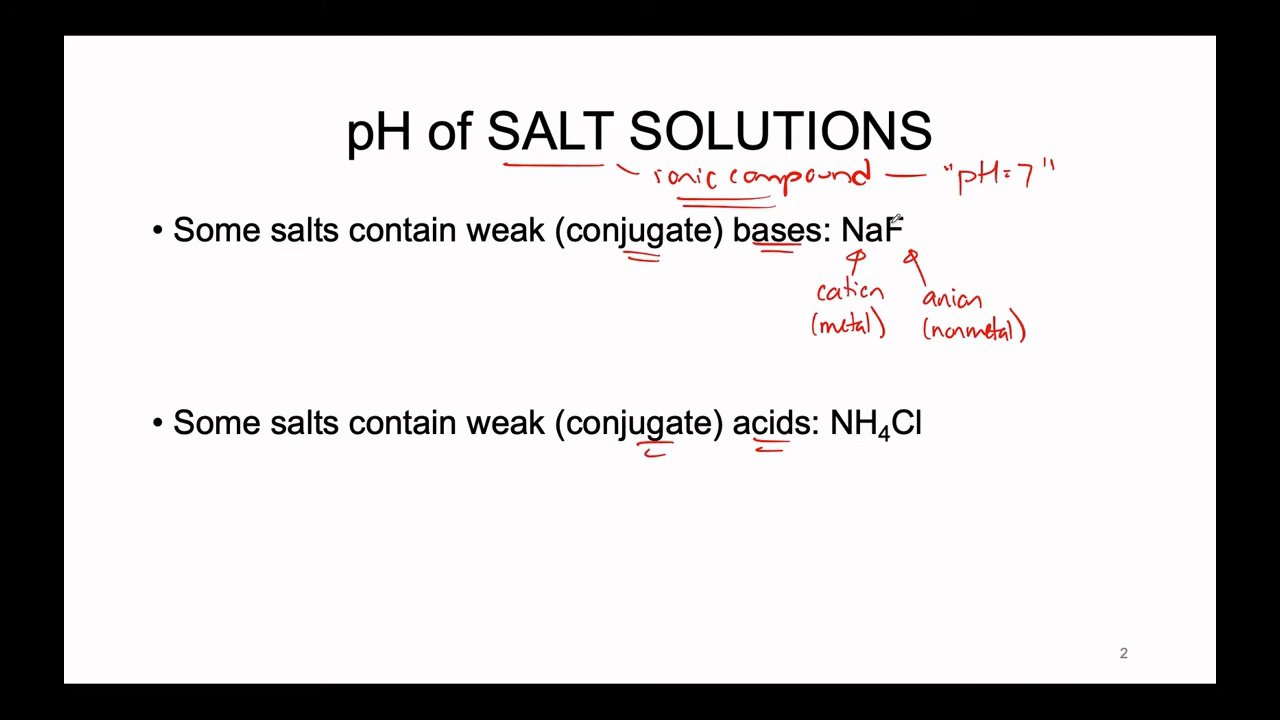 pH of SALT SOLUTIONS
ionic compound — "pH=7"
• Some salts contain weak (conjugate) bases: NaF
cation
(metal)
anion
(nonmetal)
• Some salts contain weak (conjugate) acids: NH₄Cl
2